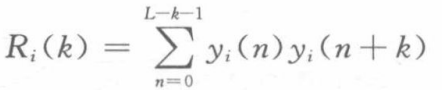 R_i(k) = \sum_{n=0}^{L-k-1} y_i(n) y_i(n+k)